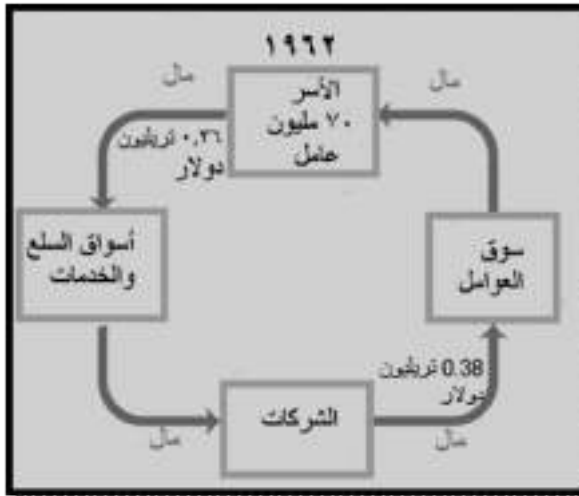 ١٩٦٢
مال
مال
الأسر
٧٠ مليون
عامل
٠,٣٦ تريليون
دولار
سوق
العوامل
أسواق السلع
والخدمات
0.38 تريليون
دولار
الشركات
مال
مال